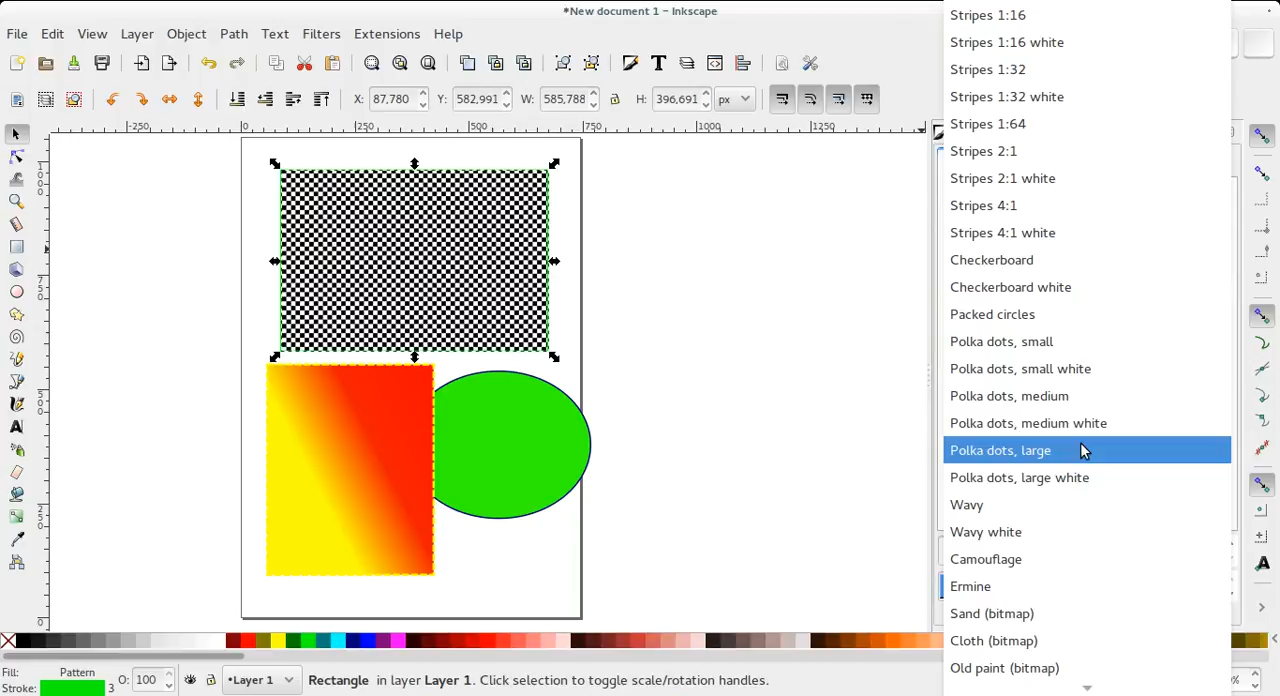 *New document 1 - Inkscape
File Edit View Layer Object Path Text Filters Extensions Help
X: 87,780 Y: 582,991 W: 585,788 H: 396,691 px
-250 0 250 500 750 1000 1250
1000
750
500
250
0
Stripes 1:16
Stripes 1:16 white
Stripes 1:32
Stripes 1:32 white
Stripes 1:64
Stripes 2:1
Stripes 2:1 white
Stripes 4:1
Stripes 4:1 white
Checkerboard
Checkerboard white
Packed circles
Polka dots, small
Polka dots, small white
Polka dots, medium
Polka dots, medium white
Polka dots, large
Polka dots, large white
Wavy
Wavy white
Camouflage
Ermine
Sand (bitmap)
Cloth (bitmap)
Old paint (bitmap)
Fill: Pattern
Stroke: 3
O: 100
•Layer 1
Rectangle in layer Layer 1. Click selection to toggle scale/rotation handles.
%